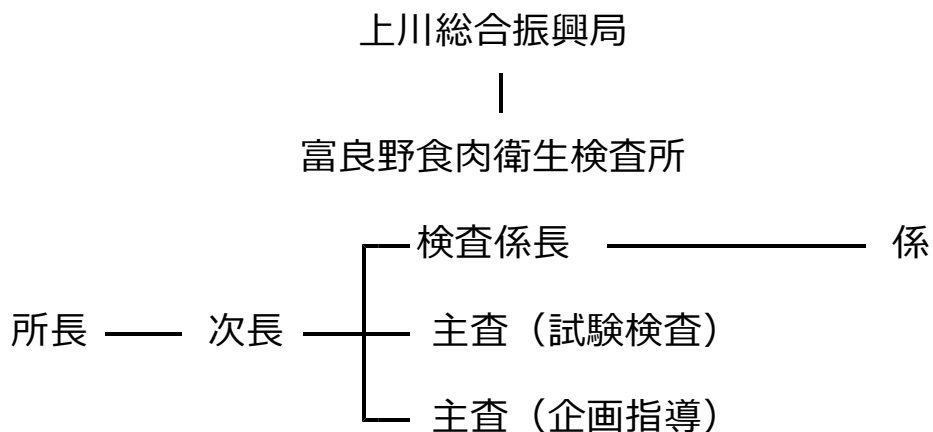 上川総合振興局
富良野食肉衛生検査所
検査係長 係
所長 次長 主査（試験検査）
主査（企画指導）